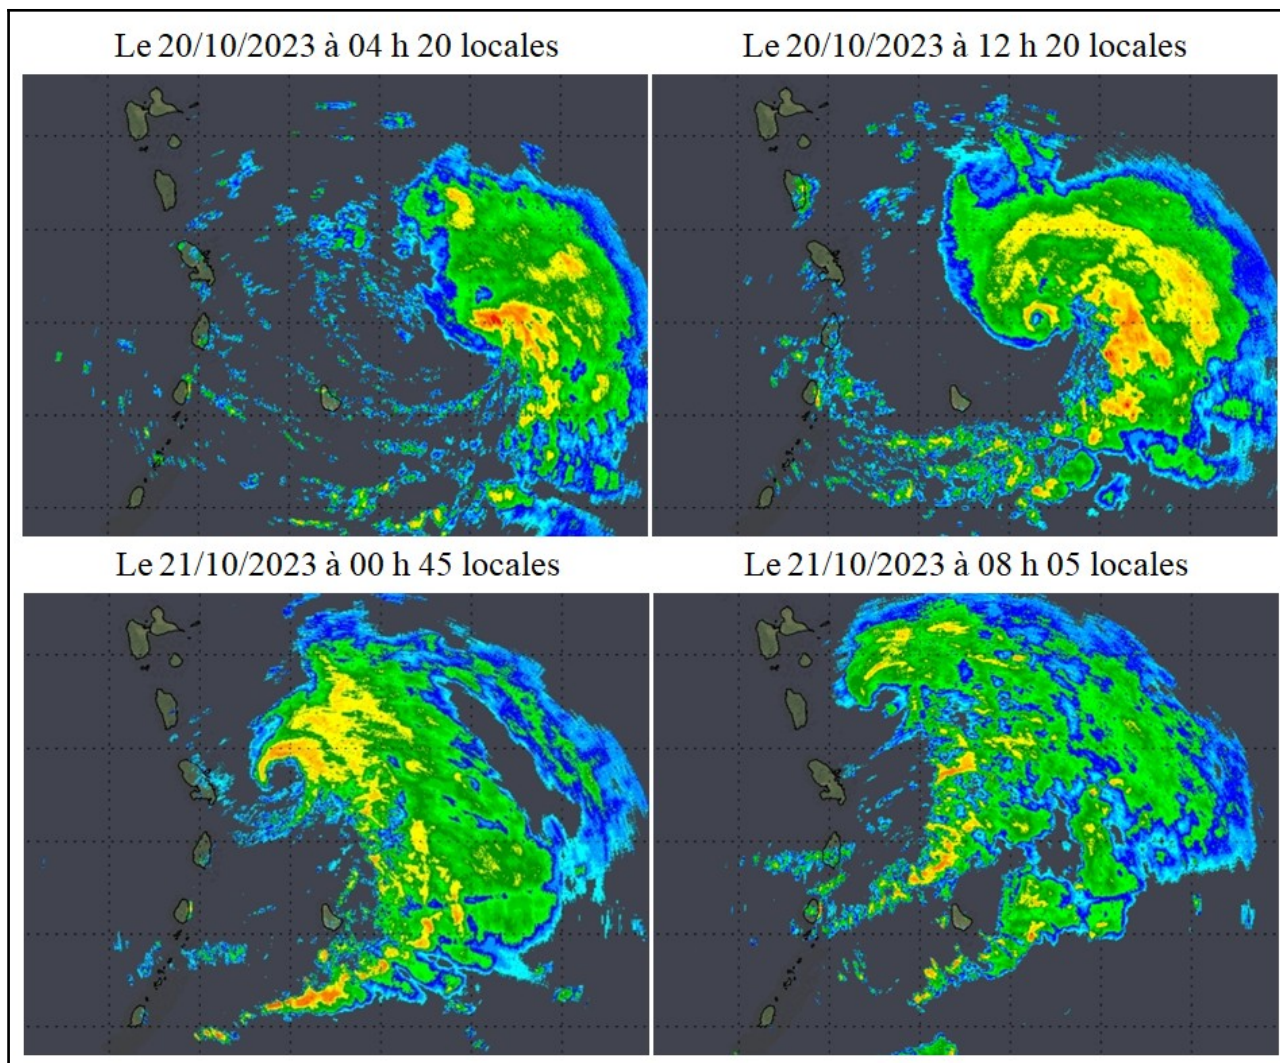 Le 20/10/2023 à 04 h 20 locales
Le 20/10/2023 à 12 h 20 locales
Le 21/10/2023 à 00 h 45 locales
Le 21/10/2023 à 08 h 05 locales